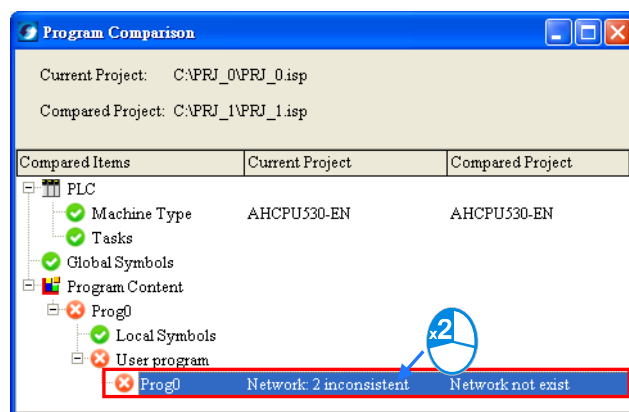 Program Comparison
Current Project: C:\PRJ_0\PRJ_0.isp
Compared Project: C:\PRJ_1\PRJ_1.isp
Compared Items Current Project Compared Project
PLC
Machine Type AHCPU530-EN AHCPU530-EN
Tasks
Global Symbols
Program Content
Prog0
Local Symbols
x2
User program
Prog0 Network: 2 inconsistent Network not exist